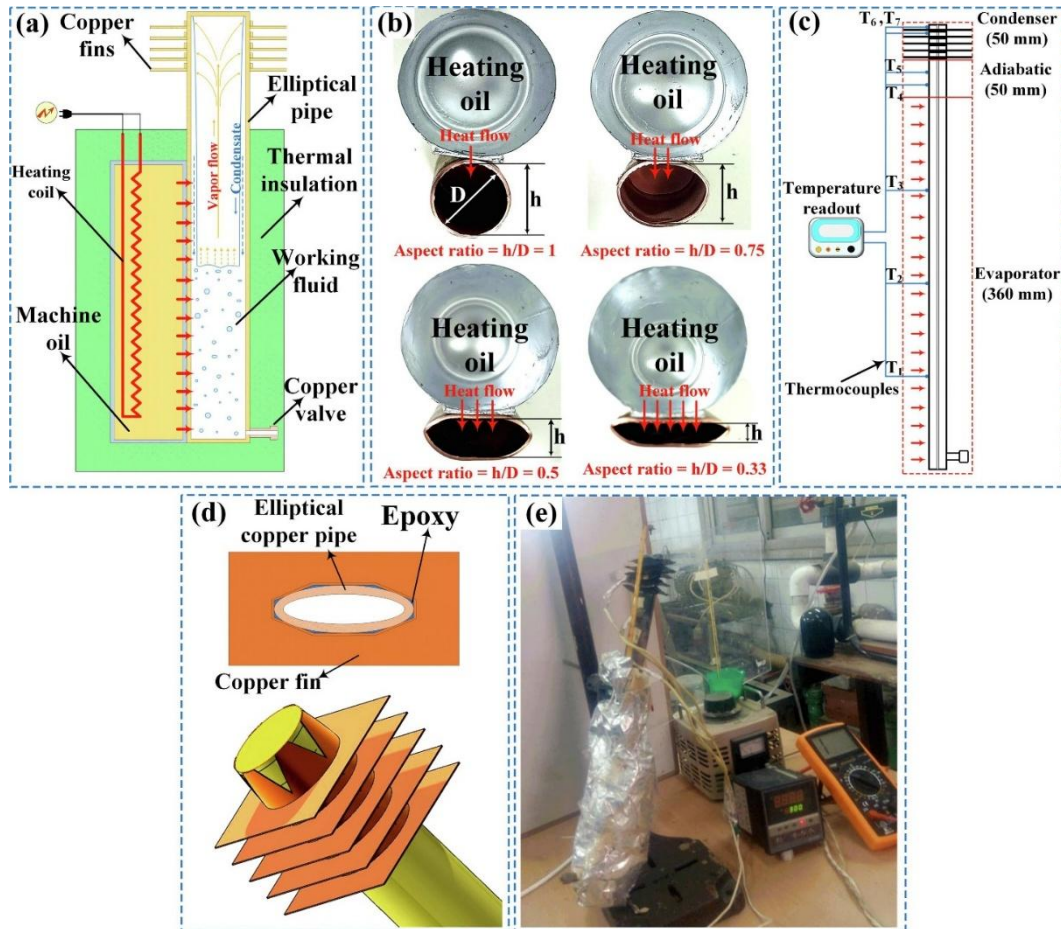 (a)
Copper
fins
Elliptical
pipe
Vapor flow
Condensate
Thermal
insulation
Heating
coil
Working
fluid
Machine
oil
Copper
valve
(b)
Heating
oil
Heat flow
D
h
Aspect ratio = h/D = 1
Heating
oil
Heat flow
h
Aspect ratio = h/D = 0.75
Heating
oil
Heat flow
h
Aspect ratio = h/D = 0.5
Heating
oil
Heat flow
h
Aspect ratio = h/D = 0.33
(c)
T6 ,T7
Condenser
(50 mm)
T5
Adiabatic
(50 mm)
T4
T3
Temperature
readout
T2
Evaporator
(360 mm)
T1
Thermocouples
(d)
Elliptical
copper pipe
Epoxy
Copper fin
(e)